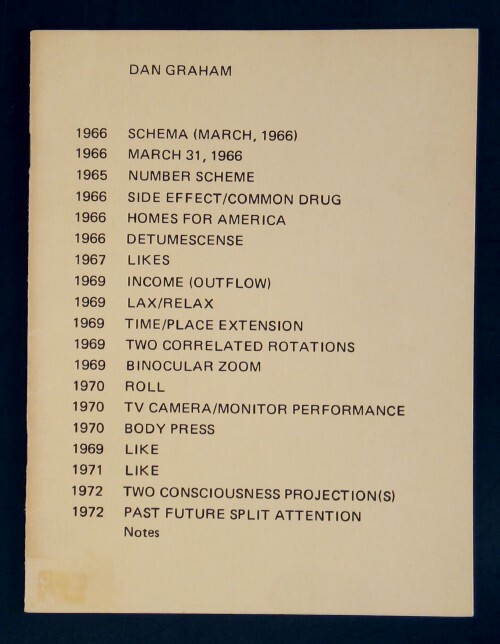 DAN GRAHAM
1966 SCHEMA (MARCH, 1966)
1966 MARCH 31, 1966
1965 NUMBER SCHEME
1966 SIDE EFFECT/COMMON DRUG
1966 HOMES FOR AMERICA
1966 DETUMESCENSE
1967 LIKES
1969 INCOME (OUTFLOW)
1969 LAX/RELAX
1969 TIME/PLACE EXTENSION
1969 TWO CORRELATED ROTATIONS
1969 BINOCULAR ZOOM
1970 ROLL
1970 TV CAMERA/MONITOR PERFORMANCE
1970 BODY PRESS
1969 LIKE
1971 LIKE
1972 TWO CONSCIOUSNESS PROJECTION(S)
1972 PAST FUTURE SPLIT ATTENTION
Notes